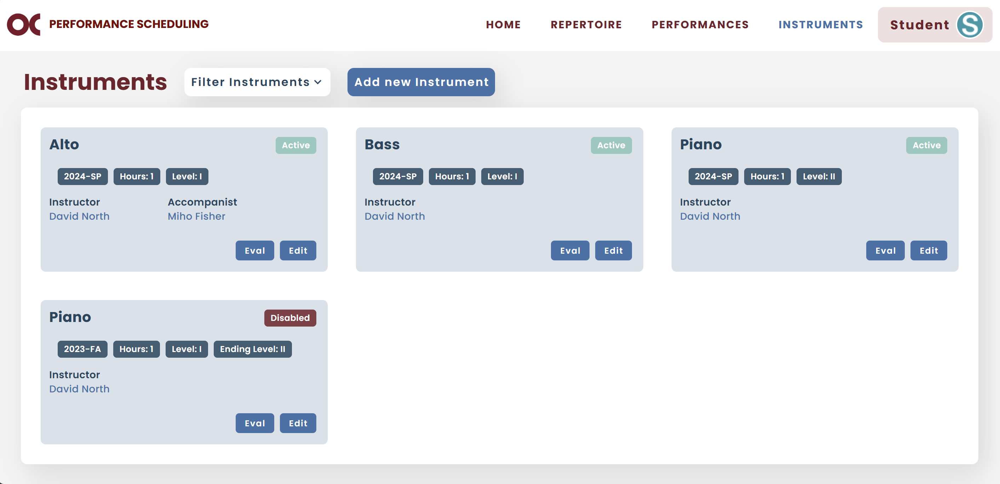 OC PERFORMANCE SCHEDULING
HOME REPERTOIRE PERFORMANCES INSTRUMENTS Student S
Instruments Filter Instruments Add new Instrument
Alto Active
2024-SP Hours: 1 Level: I
Instructor Accompanist
David North Miho Fisher
Eval Edit
Bass Active
2024-SP Hours: 1 Level: I
Instructor
David North
Eval Edit
Piano Active
2024-SP Hours: 1 Level: II
Instructor
David North
Eval Edit
Piano Disabled
2023-FA Hours: 1 Level: I Ending Level: II
Instructor
David North
Eval Edit